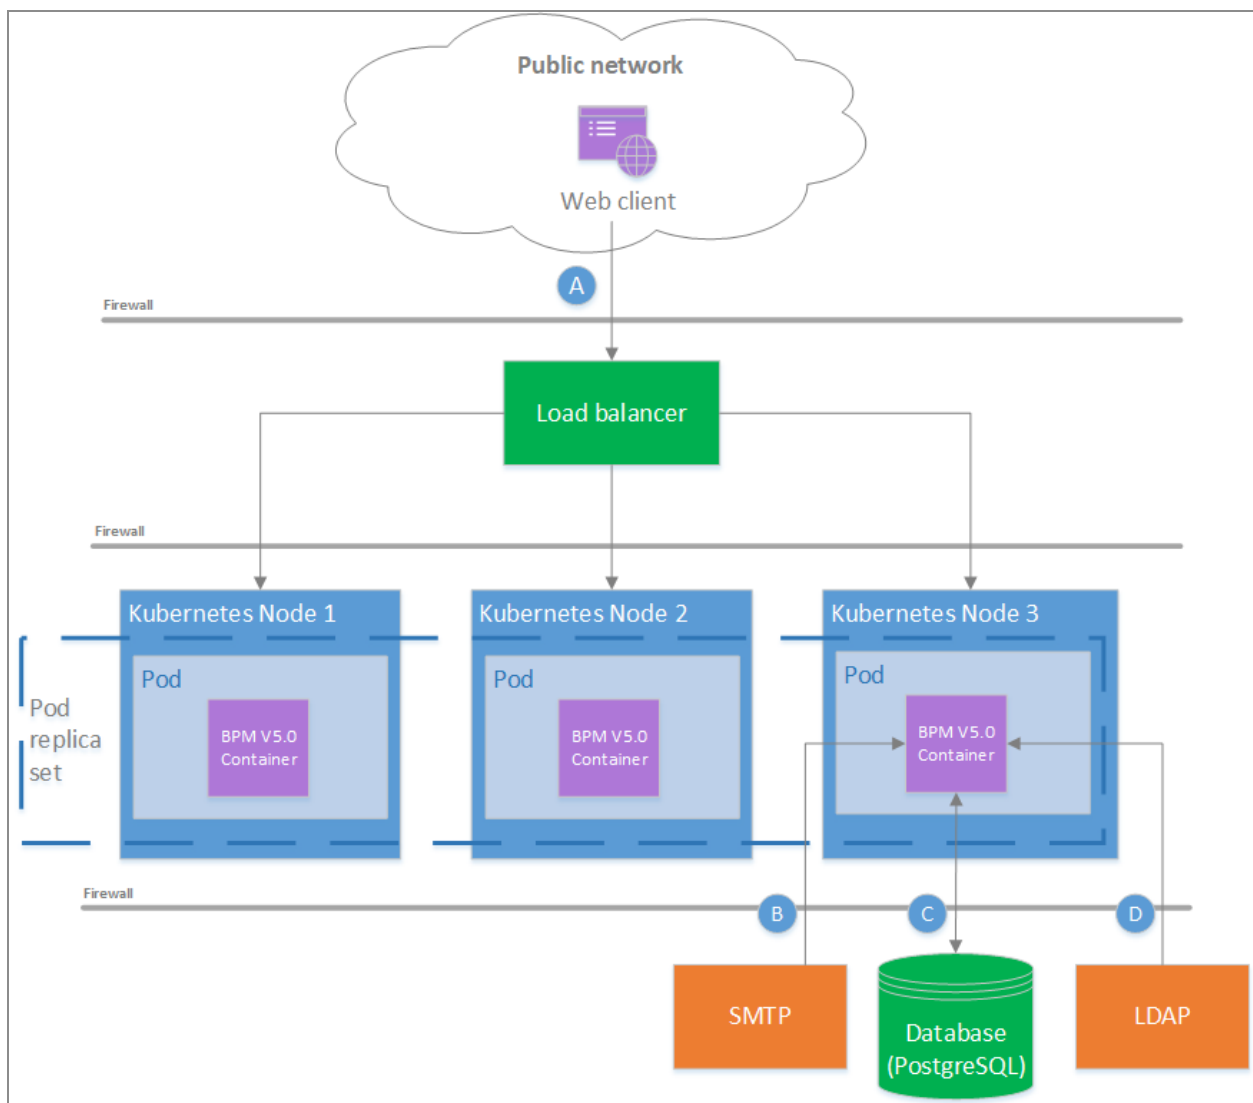 Public network
Web client
A
Firewall
Load balancer
Firewall
Kubernetes Node 1
Kubernetes Node 2
Kubernetes Node 3
Pod
replica
set
Pod
BPM V5.0
Container
Pod
BPM V5.0
Container
Pod
BPM V5.0
Container
Firewall
B
C
D
SMTP
Database
(PostgreSQL)
LDAP